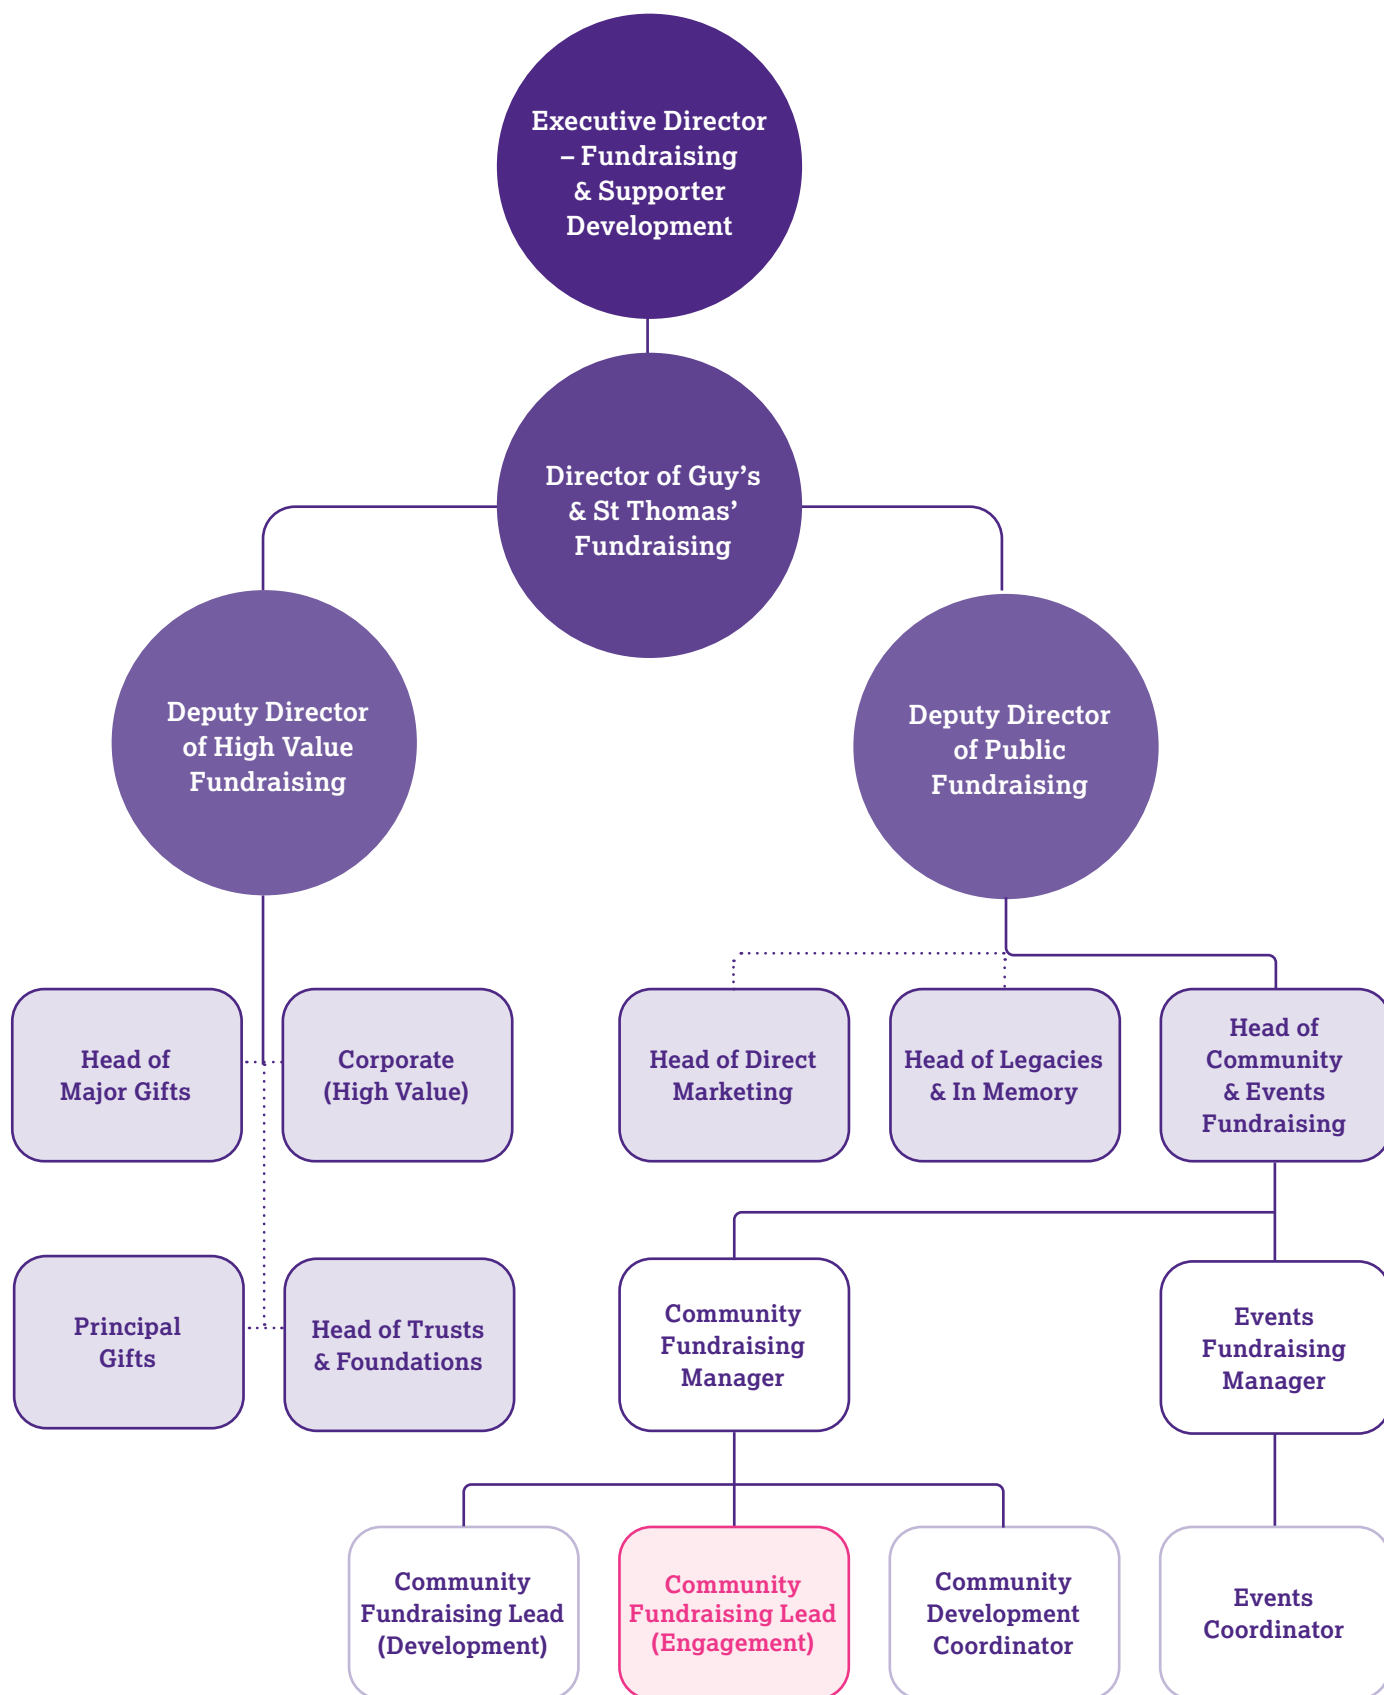 Executive Director
– Fundraising
& Supporter
Development
Director of Guy’s
& St Thomas’
Fundraising
Deputy Director
of High Value
Fundraising
Deputy Director
of Public
Fundraising
Head of
Major Gifts
Corporate
(High Value)
Head of Direct
Marketing
Head of Legacies
& In Memory
Head of
Community
& Events
Fundraising
Principal
Gifts
Head of Trusts
& Foundations
Community
Fundraising
Manager
Events
Fundraising
Manager
Community
Fundraising Lead
(Development)
Community
Fundraising Lead
(Engagement)
Community
Development
Coordinator
Events
Coordinator